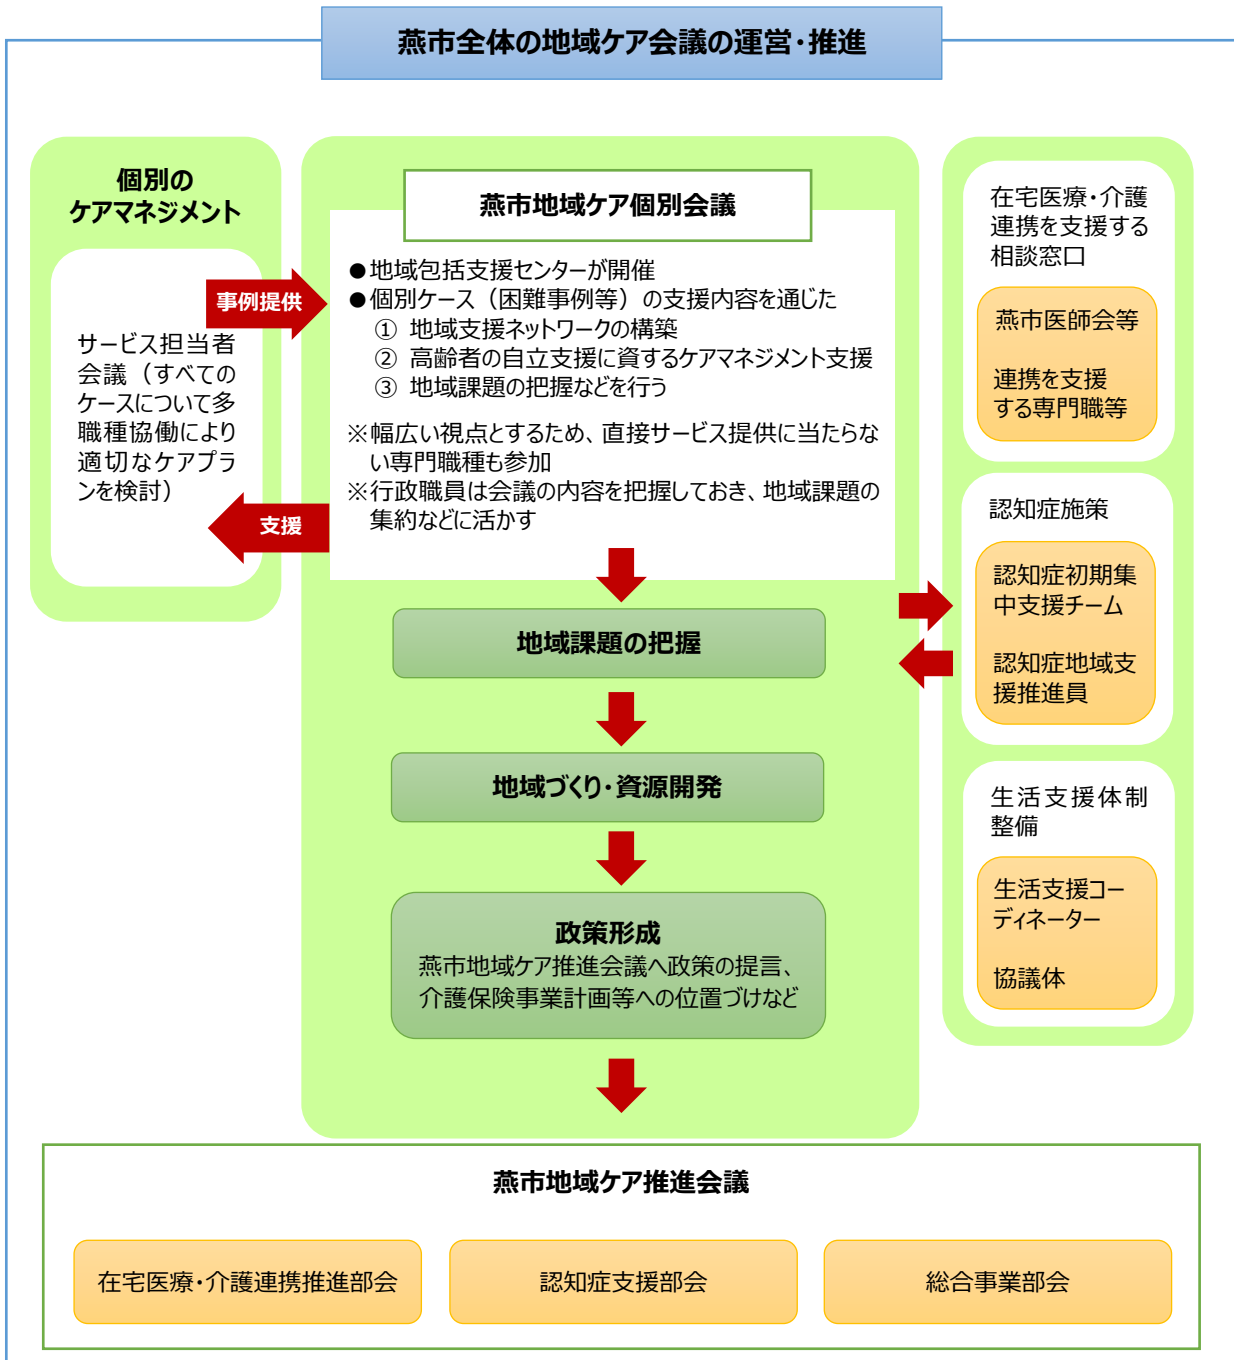 燕市全体の地域ケア会議の運営・推進
個別の
ケアマネジメント
サービス担当者
会議（すべての
ケースについて多
職種協働により
適切なケアプラ
ンを検討）
事例提供
支援
燕市地域ケア個別会議
●地域包括支援センターが開催
●個別ケース（困難事例等）の支援内容を通じた
① 地域支援ネットワークの構築
② 高齢者の自立支援に資するケアマネジメント支援
③ 地域課題の把握などを行う
※幅広い視点とするため、直接サービス提供に当たらな
い専門職種も参加
※行政職員は会議の内容を把握しておき、地域課題の
集約などに活かす
地域課題の把握
地域づくり・資源開発
政策形成
燕市地域ケア推進会議へ政策の提言、
介護保険事業計画等への位置づけなど
在宅医療・介護
連携を支援する
相談窓口
燕市医師会等
連携を支援
する専門職等
認知症施策
認知症初期集
中支援チーム
認知症地域支
援推進員
生活支援体制
整備
生活支援コー
ディネーター
協議体
燕市地域ケア推進会議
在宅医療・介護連携推進部会
認知症支援部会
総合事業部会